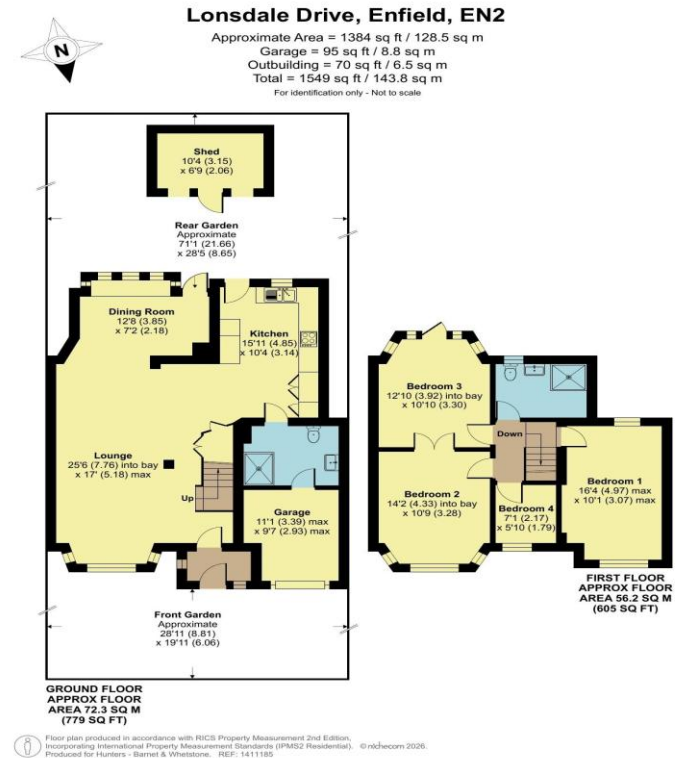 Lonsdale Drive, Enfield, EN2
Approximate Area = 1384 sq ft / 128.5 sq m
Garage = 95 sq ft / 8.8 sq m
Outbuilding = 70 sq ft / 6.5 sq m
Total = 1549 sq ft / 143.8 sq m
For identification only - Not to scale
N
Shed
10'4 (3.15)
x 6'9 (2.06)
Rear Garden
Approximate
71'1 (21.66)
x 28'5 (8.65)
Dining Room
12'8 (3.85)
x 7'2 (2.18)
Kitchen
15'11 (4.85)
x 10'4 (3.14)
Lounge
25'6 (7.76) into bay
x 17' (5.18) max
Up
Garage
11'1 (3.39) max
x 9'7 (2.93) max
Front Garden
Approximate
28'11 (8.81)
x 19'11 (6.06)
GROUND FLOOR
APPROX FLOOR
AREA 72.3 SQ M
(779 SQ FT)
Bedroom 3
12'10 (3.92) into bay
x 10'10 (3.30)
Down
Bedroom 2
14'2 (4.33) into bay
x 10'9 (3.28)
Bedroom 4
7'1 (2.17)
x 5'10 (1.79)
Bedroom 1
16'4 (4.97) max
x 10'1 (3.07) max
FIRST FLOOR
APPROX FLOOR
AREA 56.2 SQ M
(605 SQ FT)
Floor plan produced in accordance with RICS Property Measurement 2nd Edition,
Incorporating International Property Measurement Standards (IPMS2 Residential). © nichecom 2026.
Produced for Hunters - Barnet & Whetstone. REF: 1411185